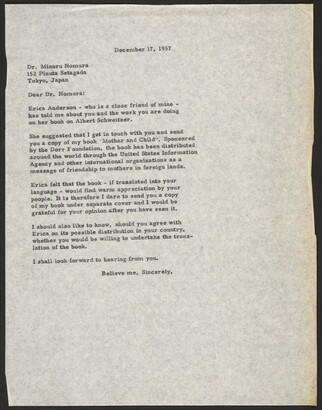 December 17, 1957
Dr. Minoru Nomura
152 Pinuta Setagada
Tokyo, Japan
Dear Dr. Nomura:
Erica Anderson - who is a close friend of mine -
has told me about you and the work you are doing
on her book on Albert Schweitzer.
She suggested that I get in touch with you and send
you a copy of my book "Mother and Child". Sponsored
by the Dorr Foundation, the book has been distributed
around the world through the United States Information
Agency and other international organizations as a
message of friendship to mothers in foreign lands.
Erica felt that the book - if translated into your
language - would find warm appreciation by your
people. It is therefore I dare to send you a copy
of my book under separate cover and I would be
grateful for your opinion after you have seen it.
I should also like to know, should you agree with
Erica on its possible distribution in your country,
whether you would be willing to undertake the trans-
lation of the book.
I shall look forward to hearing from you.
Believe me, Sincerely,